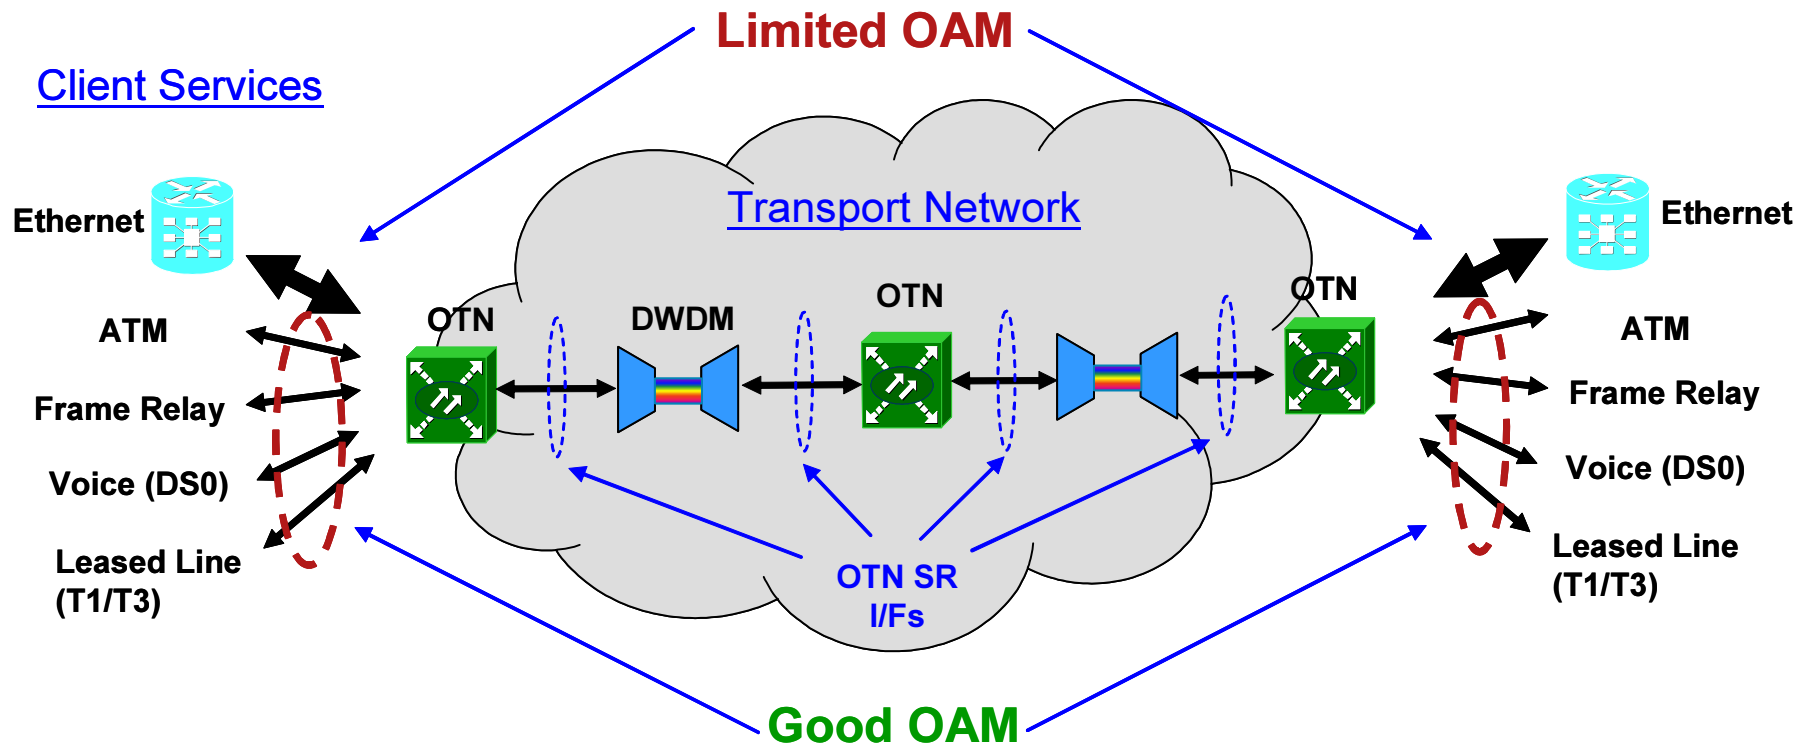 Limited OAM
Client Services
Transport Network
Ethernet
Ethernet
OTN
OTN
OTN
DWDM
ATM
ATM
Frame Relay
Frame Relay
Voice (DS0)
Voice (DS0)
Leased Line
(T1/T3)
Leased Line
(T1/T3)
OTN SR
I/Fs
Good OAM